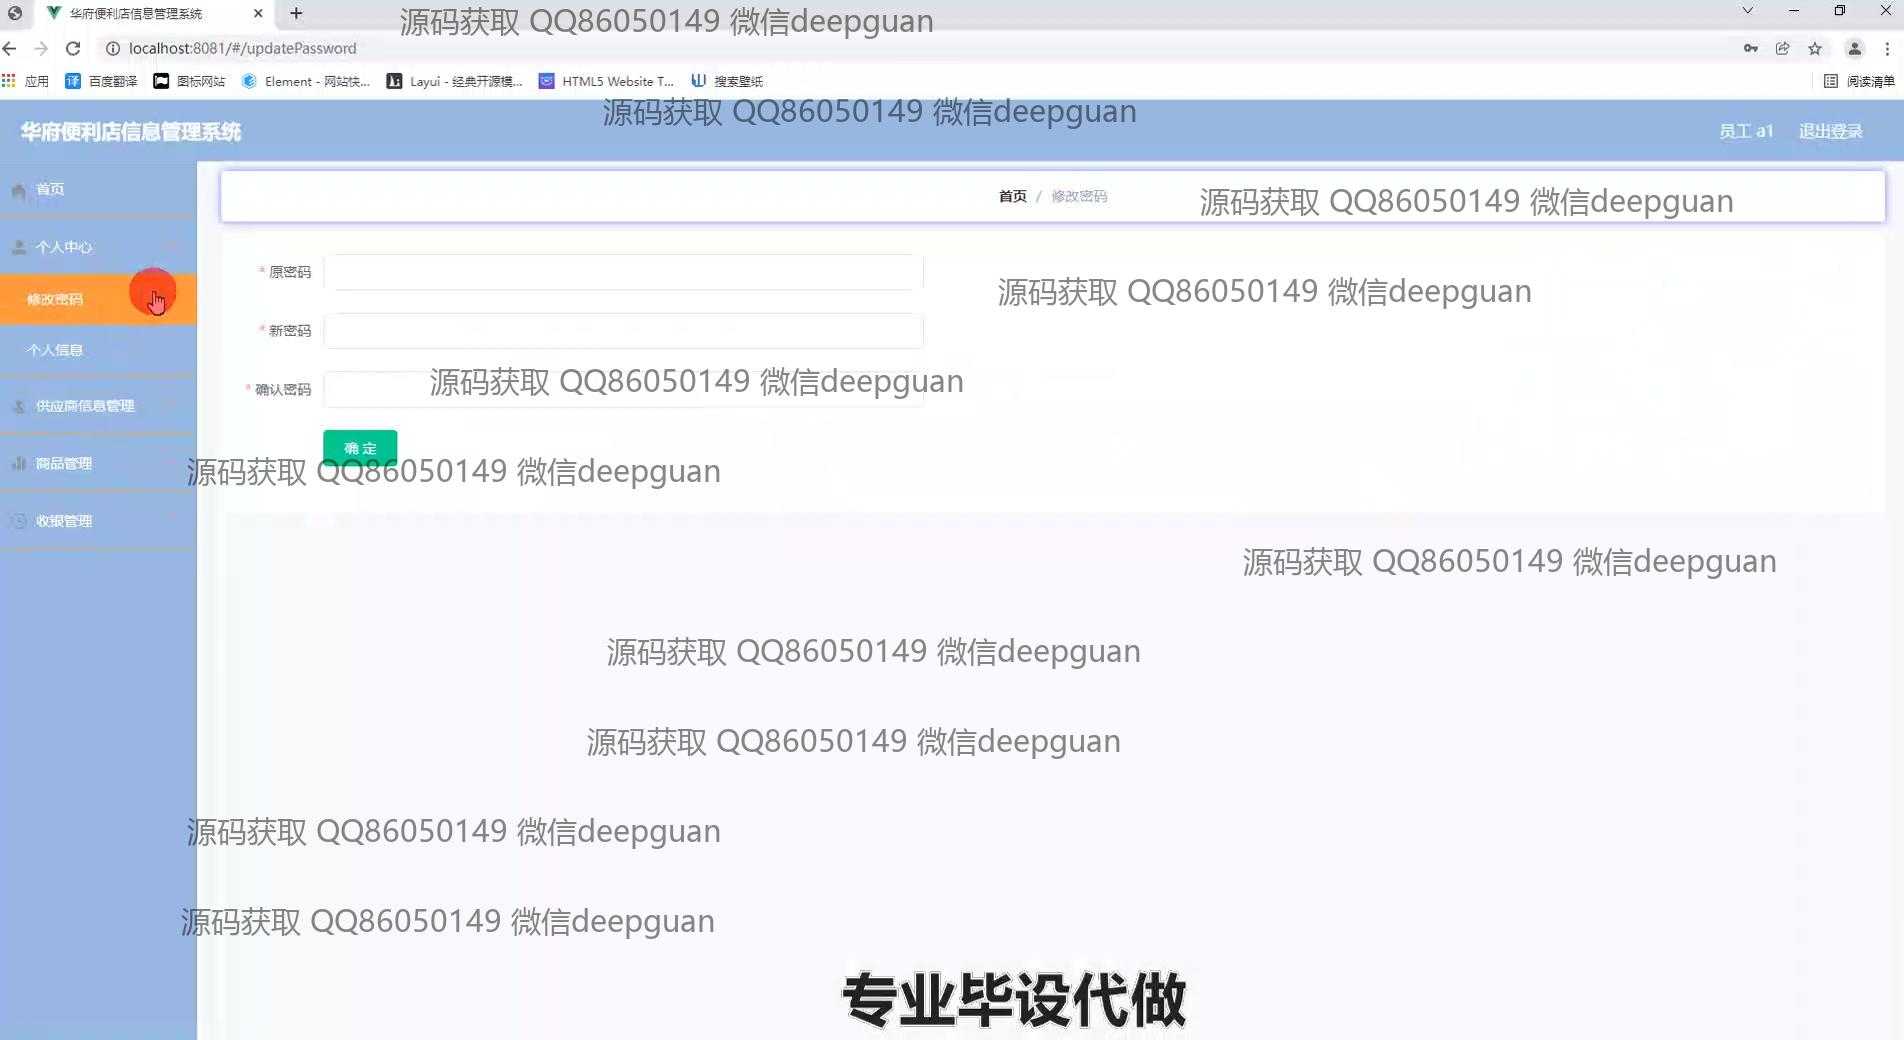 华府便利店信息管理系统
源码获取 QQ86050149 微信deepguan
localhost:8081/#/updatePassword
应用 百度翻译 图标网站 Element - 网站快... Layui - 经典开源模... HTML5 Website T... 搜索壁纸 阅读清单
源码获取 QQ86050149 微信deepguan
华府便利店信息管理系统 员工 a1 退出登录
首页
首页 / 修改密码
源码获取 QQ86050149 微信deepguan
个人中心
* 原密码
修改密码
源码获取 QQ86050149 微信deepguan
* 新密码
个人信息
* 确认密码
源码获取 QQ86050149 微信deepguan
供应商信息管理
确 定
商品管理
源码获取 QQ86050149 微信deepguan
收银管理
源码获取 QQ86050149 微信deepguan
源码获取 QQ86050149 微信deepguan
源码获取 QQ86050149 微信deepguan
源码获取 QQ86050149 微信deepguan
源码获取 QQ86050149 微信deepguan
专业毕设代做